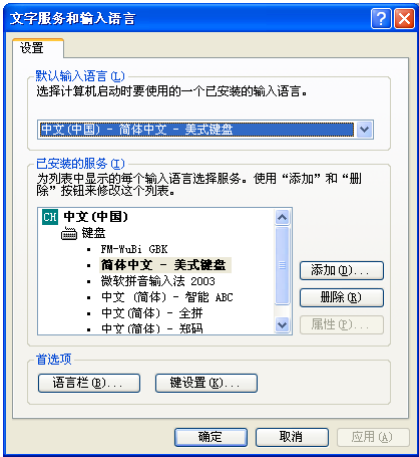 文字服务和输入语言
设置
默认输入语言(L)
选择计算机启动时要使用的一个已安装的输入语言。
中文(中国) - 简体中文 - 美式键盘
已安装的服务(I)
为列表中显示的每个输入语言选择服务。使用“添加”和“删
除”按钮来修改这个列表。
CH 中文(中国)
键盘
FM-WuBi GBK
简体中文 - 美式键盘
微软拼音输入法 2003
中文 (简体) - 智能 ABC
中文(简体) - 全拼
中文(简体) - 郑码
添加(D)...
删除(R)
属性(P)...
首选项
语言栏(B)...
键设置(K)...
确定
取消
应用(A)